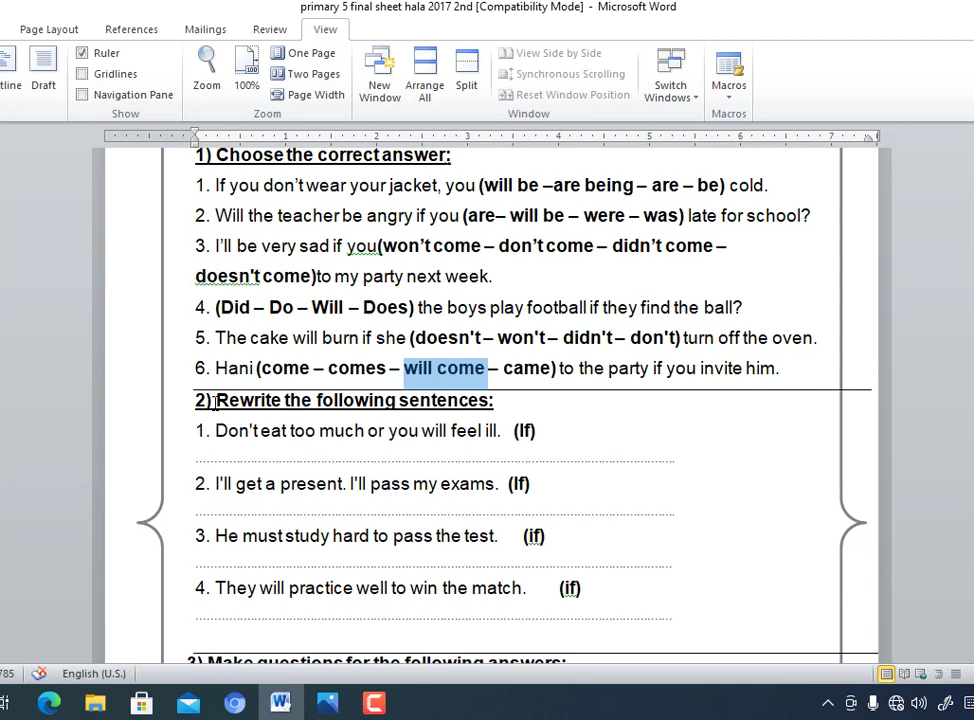 primary 5 final sheet hala 2017 2nd [Compatibility Mode] - Microsoft Word
Page Layout References Mailings Review View
Draft Zoom 100% One Page Two Pages Page Width New Window Arrange All Split View Side by Side Synchronous Scrolling Reset Window Position Switch Windows Macros
Ruler
Gridlines
Navigation Pane
Show Zoom Window Macros
1 2 3 4 5 6 7
1) Choose the correct answer:
1. If you don't wear your jacket, you (will be –are being – are – be) cold.
2. Will the teacher be angry if you (are– will be – were – was) late for school?
3. I'll be very sad if you(won't come – don't come – didn't come –
doesn't come)to my party next week.
4. (Did – Do – Will – Does) the boys play football if they find the ball?
5. The cake will burn if she (doesn't – won't – didn't – don't) turn off the oven.
6. Hani (come – comes – will come – came) to the party if you invite him.
2) Rewrite the following sentences:
1. Don't eat too much or you will feel ill. (If)
2. I'll get a present. I'll pass my exams. (If)
3. He must study hard to pass the test. (if)
4. They will practice well to win the match. (if)
3) Make questions for the following answers:
785 English (U.S.)